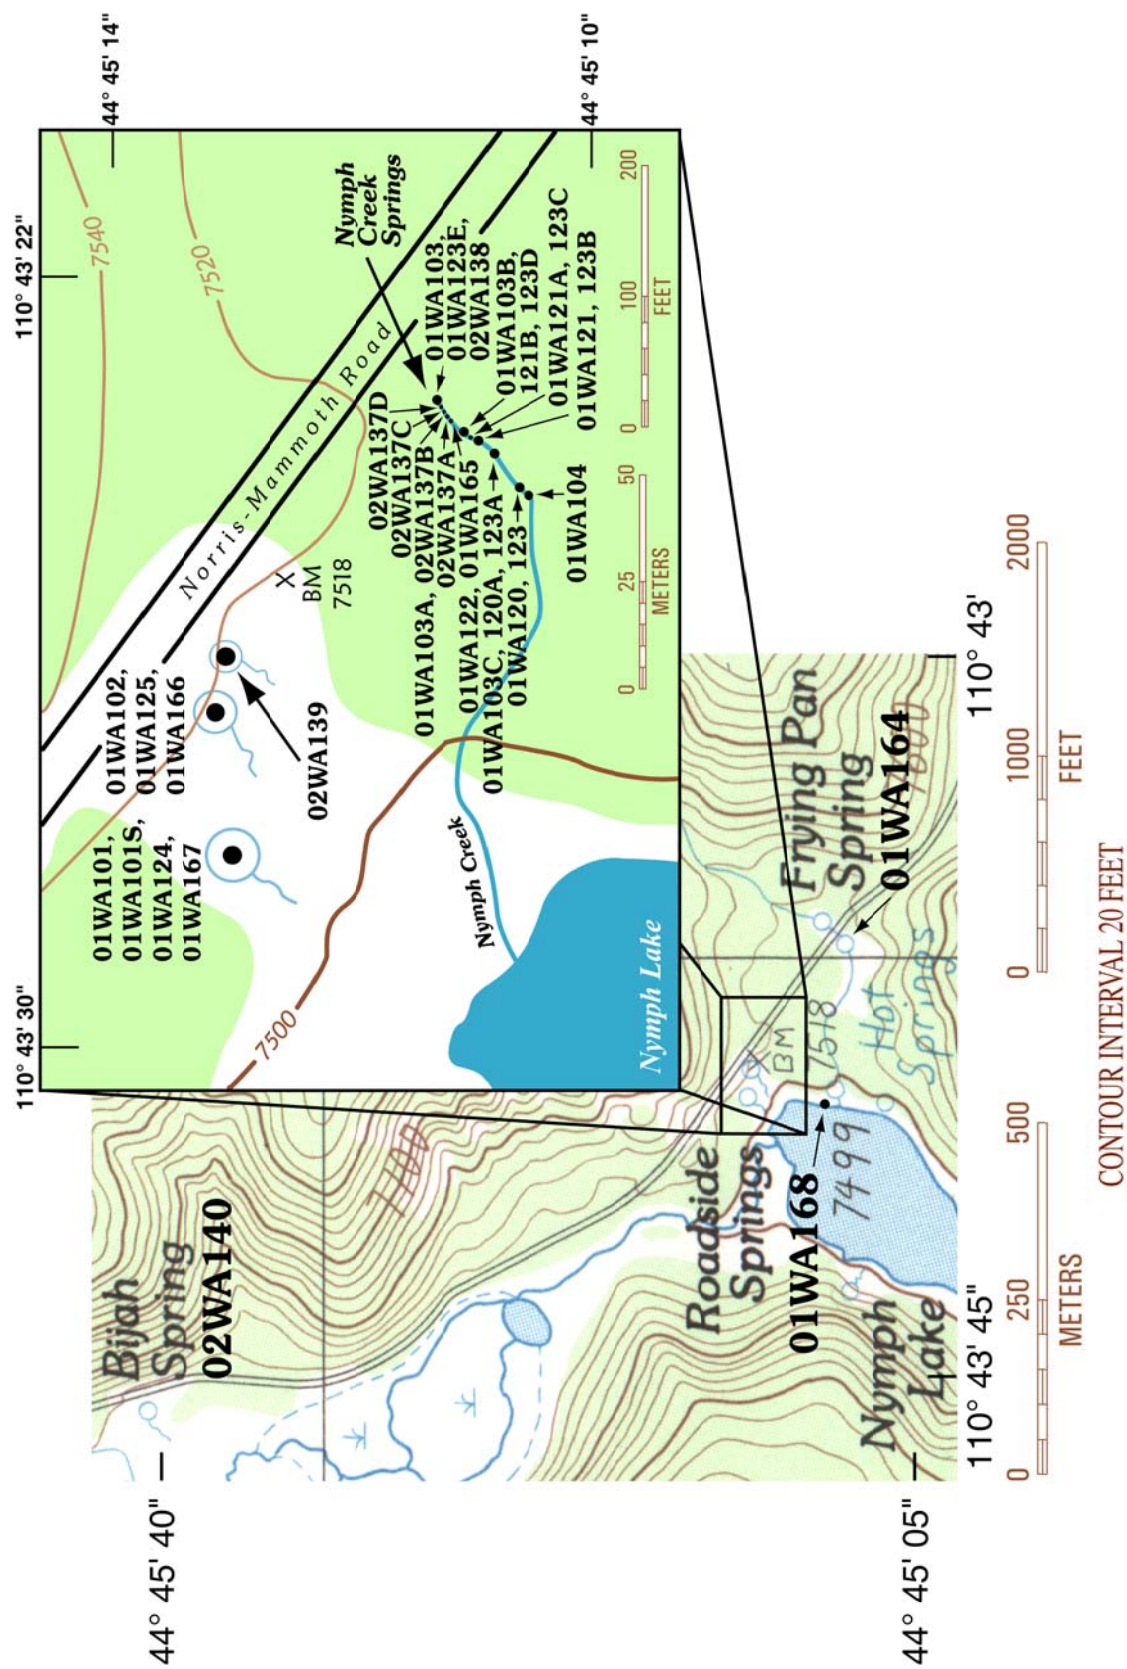 44° 45' 14"
44° 45' 10"
110° 43' 22"
110° 43' 30"
7540
7520
Norris-Mammoth Road
Nymph
Creek
Springs
01WA103,
01WA123E,
02WA138
01WA103B,
121B, 123D
01WA121A, 123C
01WA121, 123B
02WA137D
02WA137C
01WA103A, 02WA137B
02WA137A
01WA122, 01WA165
01WA103C, 120A, 123A
01WA120, 123
01WA104
X
BM
7518
01WA102,
01WA125,
01WA166
02WA139
01WA101,
01WA101S,
01WA124,
01WA167
7500
Nymph Creek
Nymph Lake
0 25 50
METERS
0 100 200
FEET
Bijah
Spring
02WA140
7700
Roadside
Springs
01WA168
7499
Nymph
Lake
BM
7518
Hot
Springs
Frying Pan
Spring
01WA164
7600
44° 45' 40"
44° 45' 05"
110° 43' 45"
110° 43'
0 250 500
METERS
0 1000 2000
FEET
CONTOUR INTERVAL 20 FEET